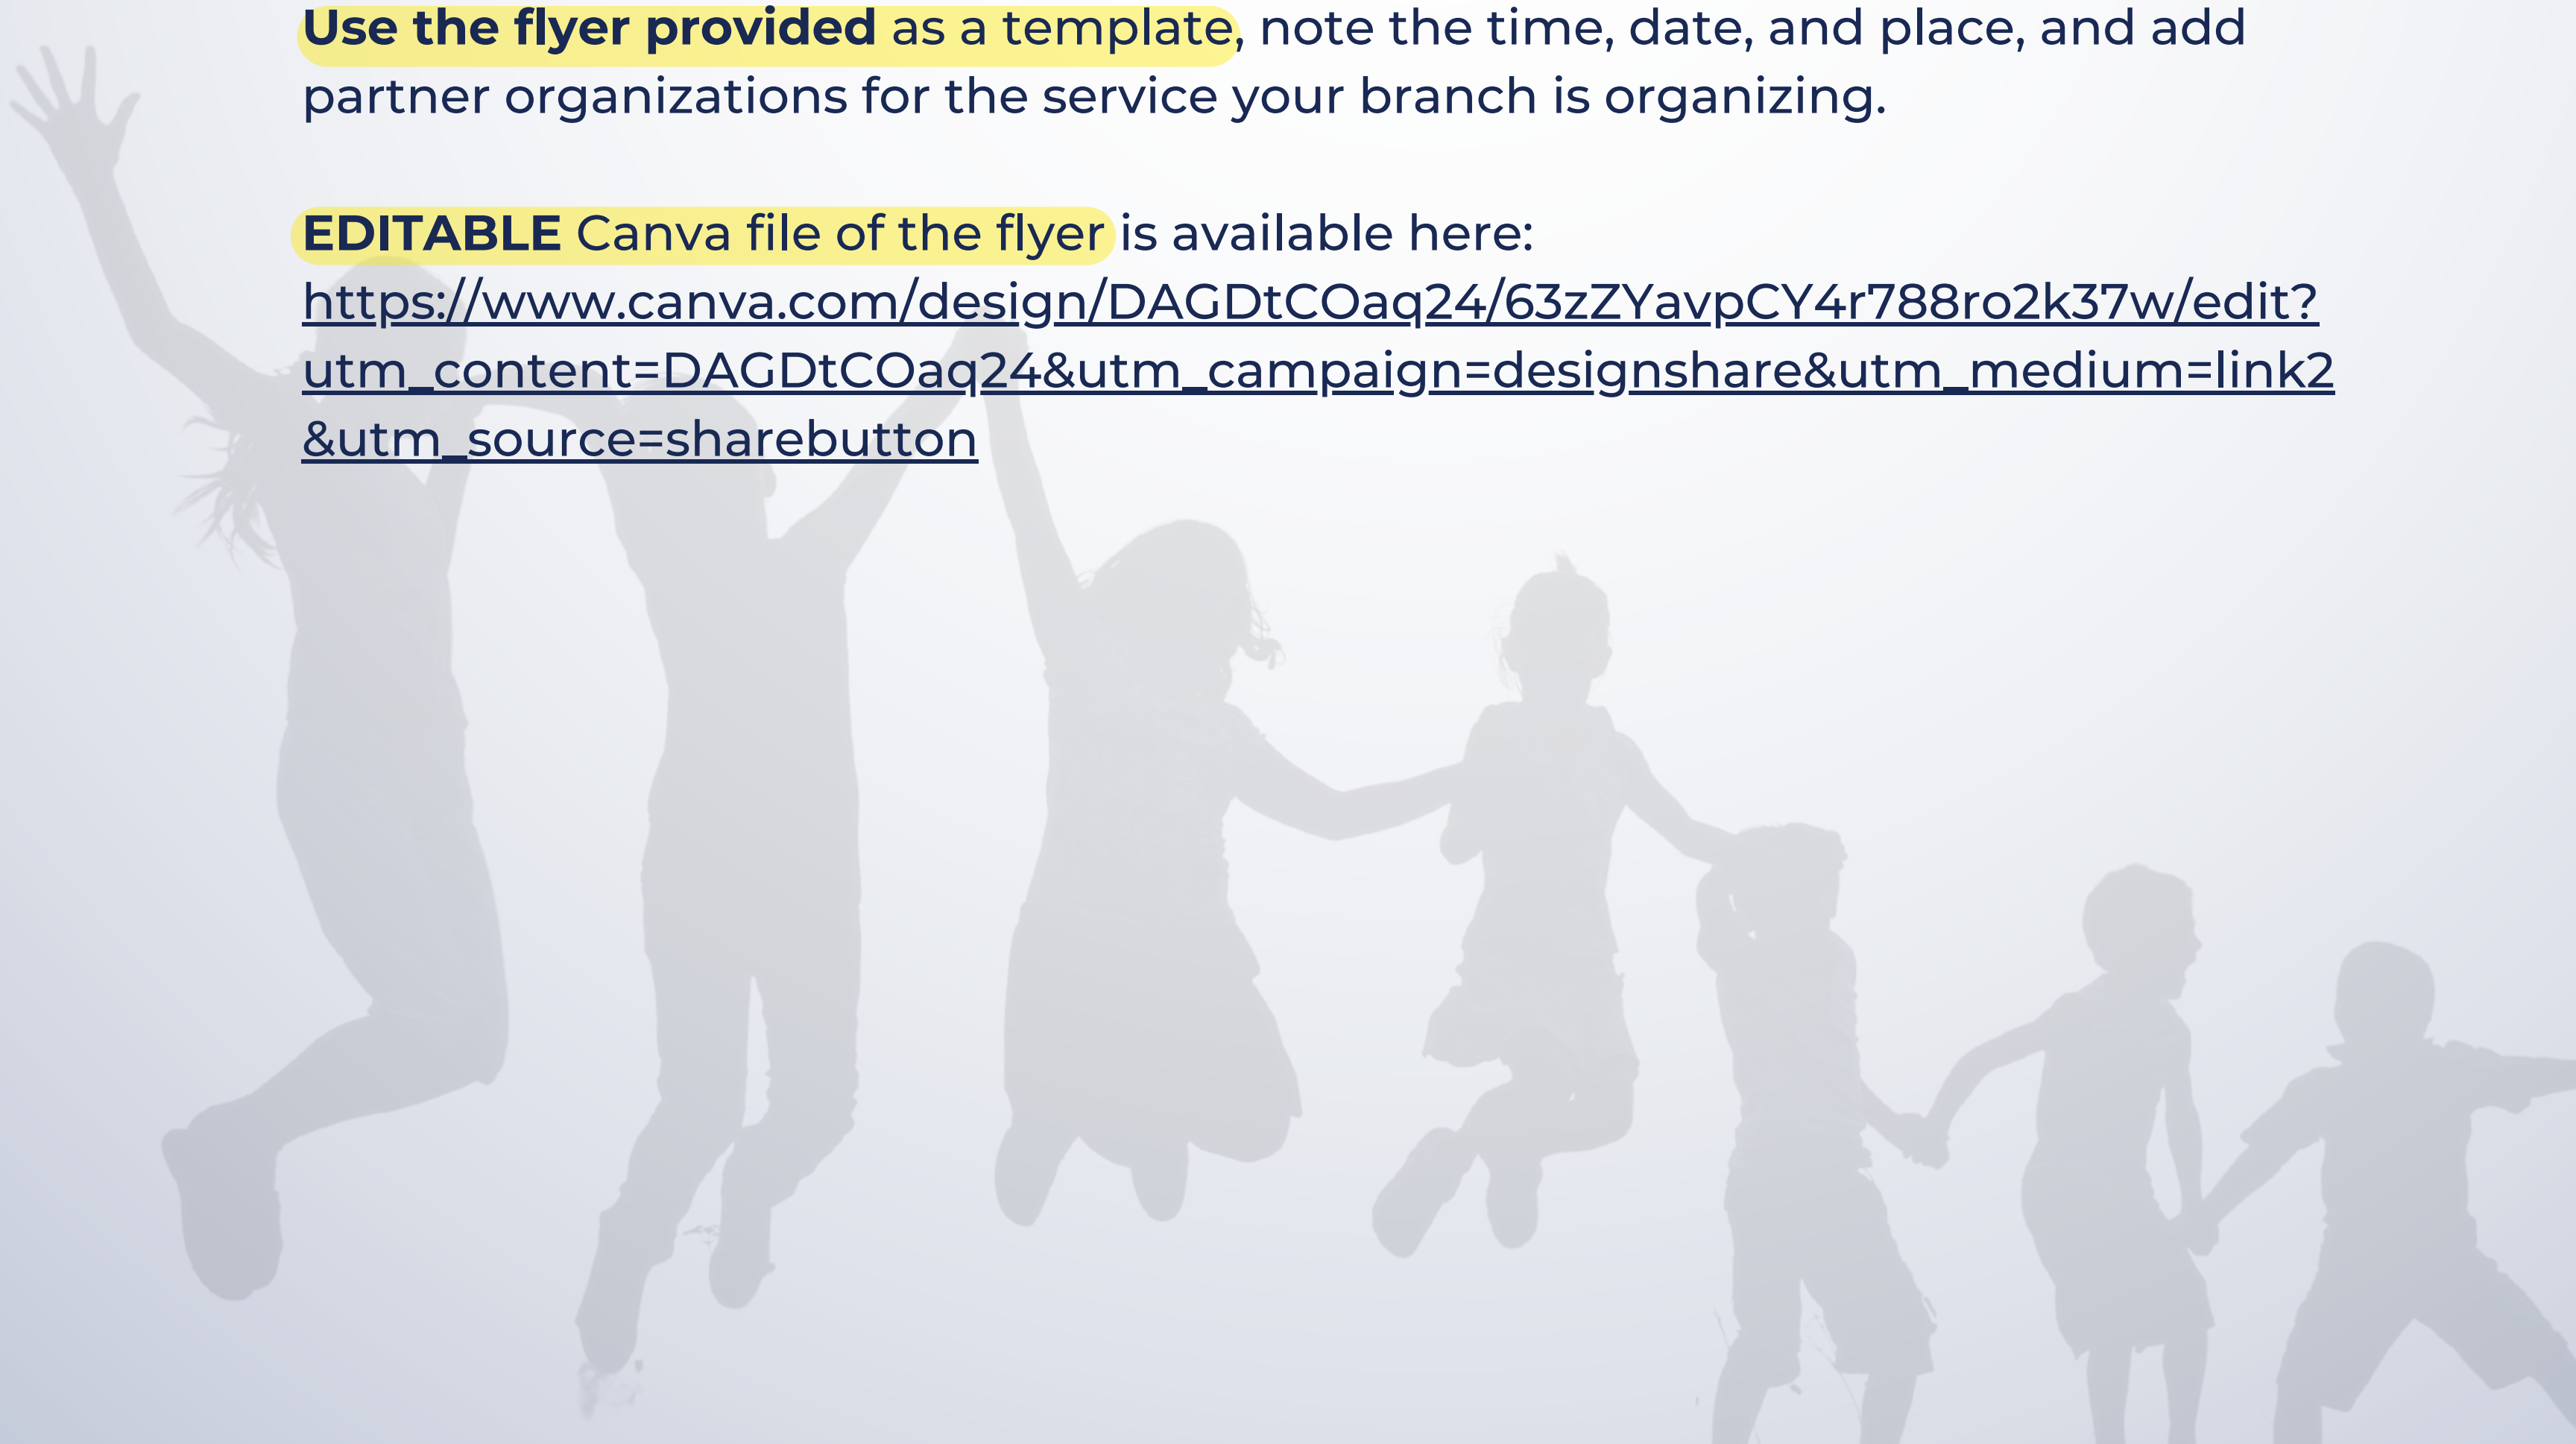 Use the flyer provided as a template, note the time, date, and place, and add
partner organizations for the service your branch is organizing.
EDITABLE Canva file of the flyer is available here:
https://www.canva.com/design/DAGDtCOaq24/63zZYavpCY4r788ro2k37w/edit?
utm_content=DAGDtCOaq24&utm_campaign=designshare&utm_medium=link2
&utm_source=sharebutton